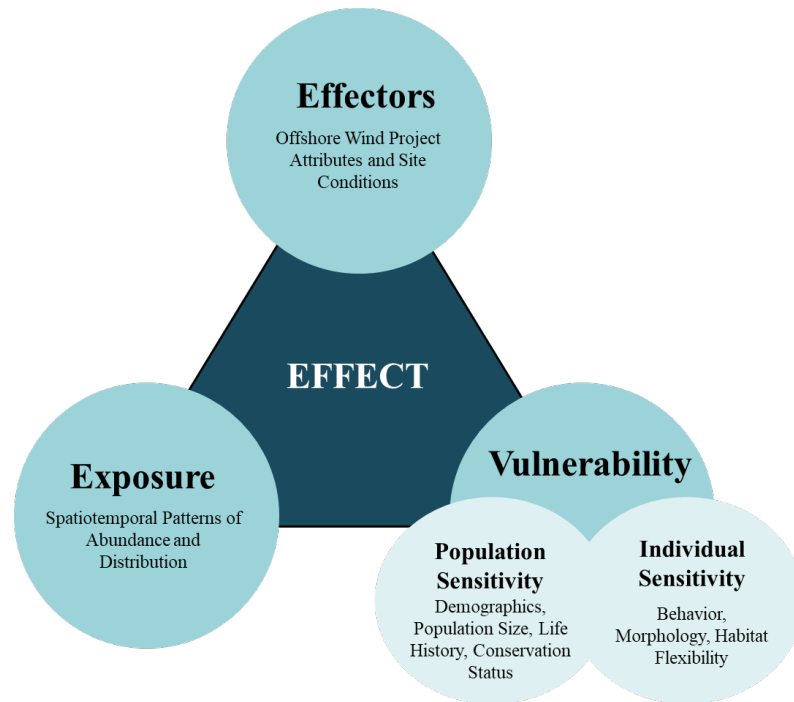 Effectors
Offshore Wind Project
Attributes and Site
Conditions
EFFECT
Exposure
Spatiotemporal Patterns of
Abundance and
Distribution
Vulnerability
Population
Sensitivity
Demographics,
Population Size, Life
History, Conservation
Status
Individual
Sensitivity
Behavior,
Morphology, Habitat
Flexibility